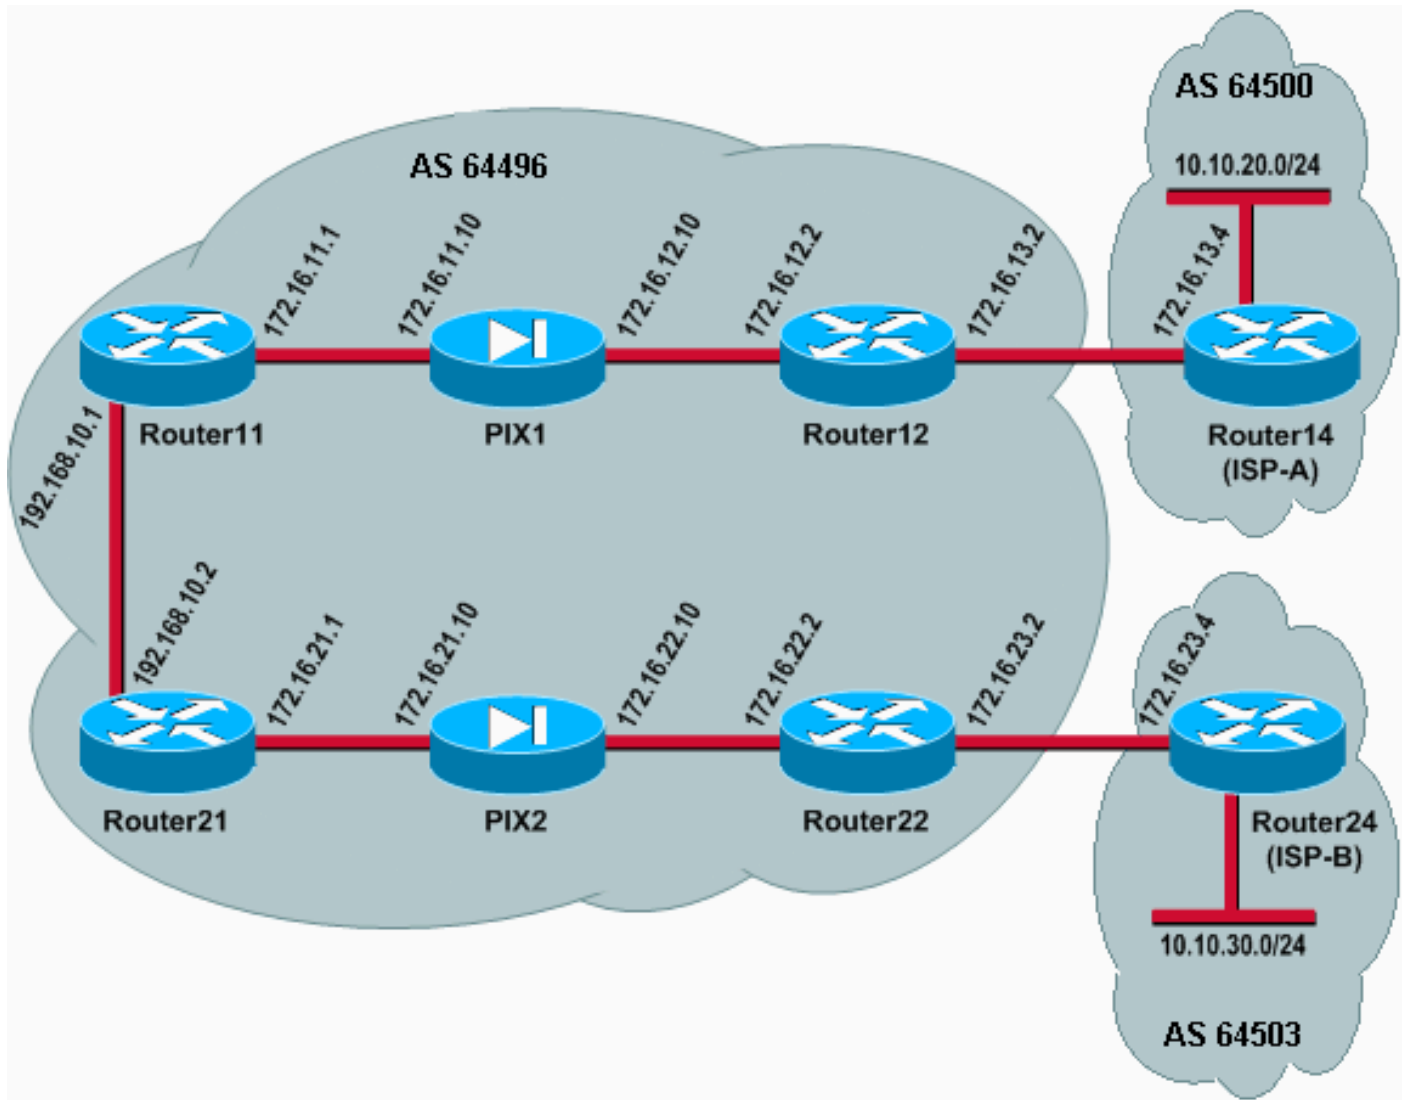 AS 64500
10.10.20.0/24
AS 64496
172.16.11.1
172.16.11.10
172.16.12.10
172.16.12.2
172.16.13.2
172.16.13.4
Router11
PIX1
Router12
Router14
(ISP-A)
192.168.10.1
192.168.10.2
172.16.21.1
172.16.21.10
172.16.22.10
172.16.22.2
172.16.23.2
172.16.23.4
Router21
PIX2
Router22
Router24
(ISP-B)
10.10.30.0/24
AS 64503